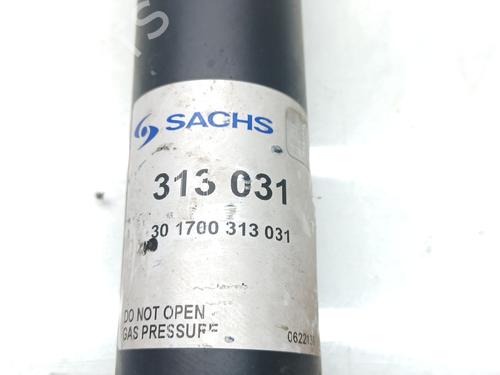 SACHS
313 031
30 1700 313 031
DO NOT OPEN
GAS PRESSURE